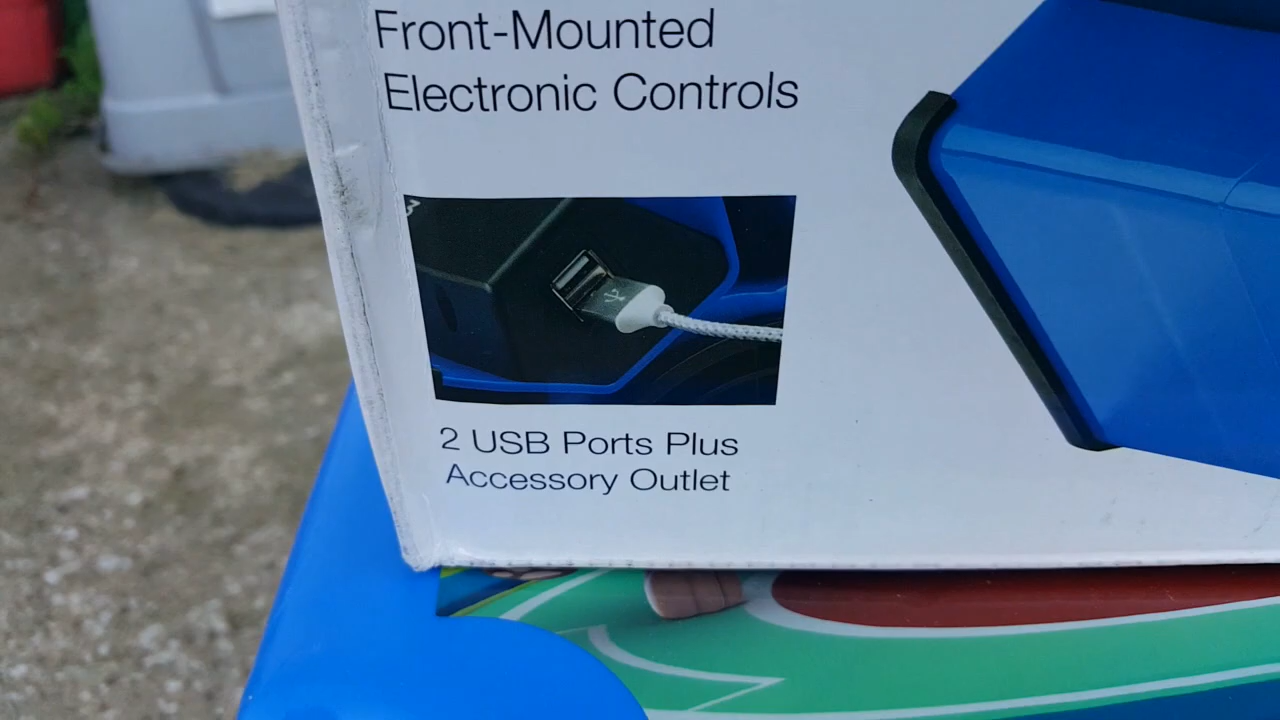 Front-Mounted
Electronic Controls
2 USB Ports Plus
Accessory Outlet